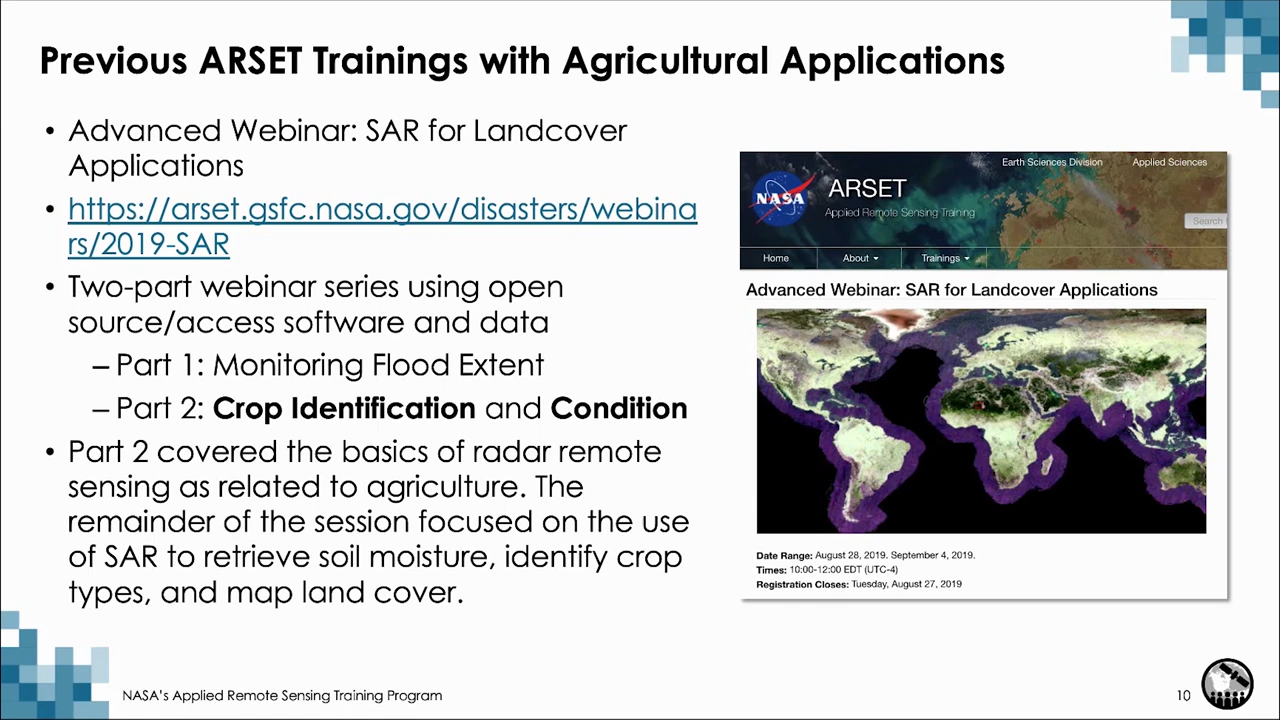 Previous ARSET Trainings with Agricultural Applications
• Advanced Webinar: SAR for Landcover
Applications
• https://arset.gsfc.nasa.gov/disasters/webina
rs/2019-SAR
• Two-part webinar series using open
source/access software and data
– Part 1: Monitoring Flood Extent
– Part 2: Crop Identification and Condition
• Part 2 covered the basics of radar remote
sensing as related to agriculture. The
remainder of the session focused on the use
of SAR to retrieve soil moisture, identify crop
types, and map land cover.
Earth Sciences Division Applied Sciences
NASA
ARSET
Applied Remote Sensing Training
Search
Home About Trainings
Advanced Webinar: SAR for Landcover Applications
Date Range: August 28, 2019. September 4, 2019.
Times: 10:00-12:00 EDT (UTC-4)
Registration Closes: Tuesday, August 27, 2019
NASA's Applied Remote Sensing Training Program
10